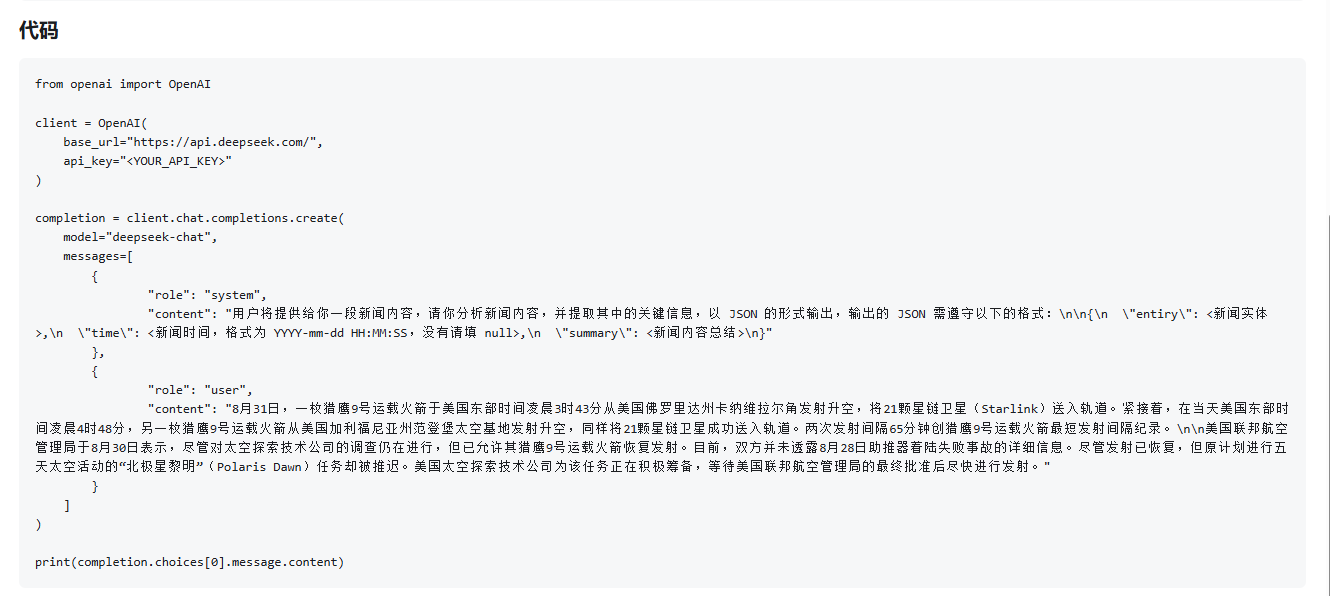 代码
from openai import OpenAI
client = OpenAI(
base_url="https://api.deepseek.com/",
api_key="<YOUR_API_KEY>"
)
completion = client.chat.completions.create(
model="deepseek-chat",
messages=[
{
"role": "system",
"content": "用户将提供给你一段新闻内容，请你分析新闻内容，并提取其中的关键信息，以 JSON 的形式输出，输出的 JSON 需遵守以下的格式：\n\n{\n  \"entiry\": <新闻实体
>,\n  \"time\": <新闻时间，格式为 YYYY-mm-dd HH:MM:SS，没有请填 null>,\n  \"summary\": <新闻内容总结>\n}"
},
{
"role": "user",
"content": "8月31日，一枚猎鹰9号运载火箭于美国东部时间凌晨3时43分从美国佛罗里达州卡纳维拉尔角发射升空，将21颗星链卫星（Starlink）送入轨道。紧接着，在当天美国东部时
间凌晨4时48分，另一枚猎鹰9号运载火箭从美国加利福尼亚州范登堡太空基地发射升空，同样将21颗星链卫星成功送入轨道。两次发射间隔65分钟创猎鹰9号运载火箭最短发射间隔纪录。\n\n美国联邦航空
管理局于8月30日表示，尽管对太空探索技术公司的调查仍在进行，但已允许其猎鹰9号运载火箭恢复发射。目前，双方并未透露8月28日助推器着陆失败事故的详细信息。尽管发射已恢复，但原计划进行五
天太空活动的“北极星黎明”（Polaris Dawn）任务却被推迟。美国太空探索技术公司为该任务正在积极筹备，等待美国联邦航空管理局的最终批准后尽快进行发射。"
}
]
)
print(completion.choices[0].message.content)